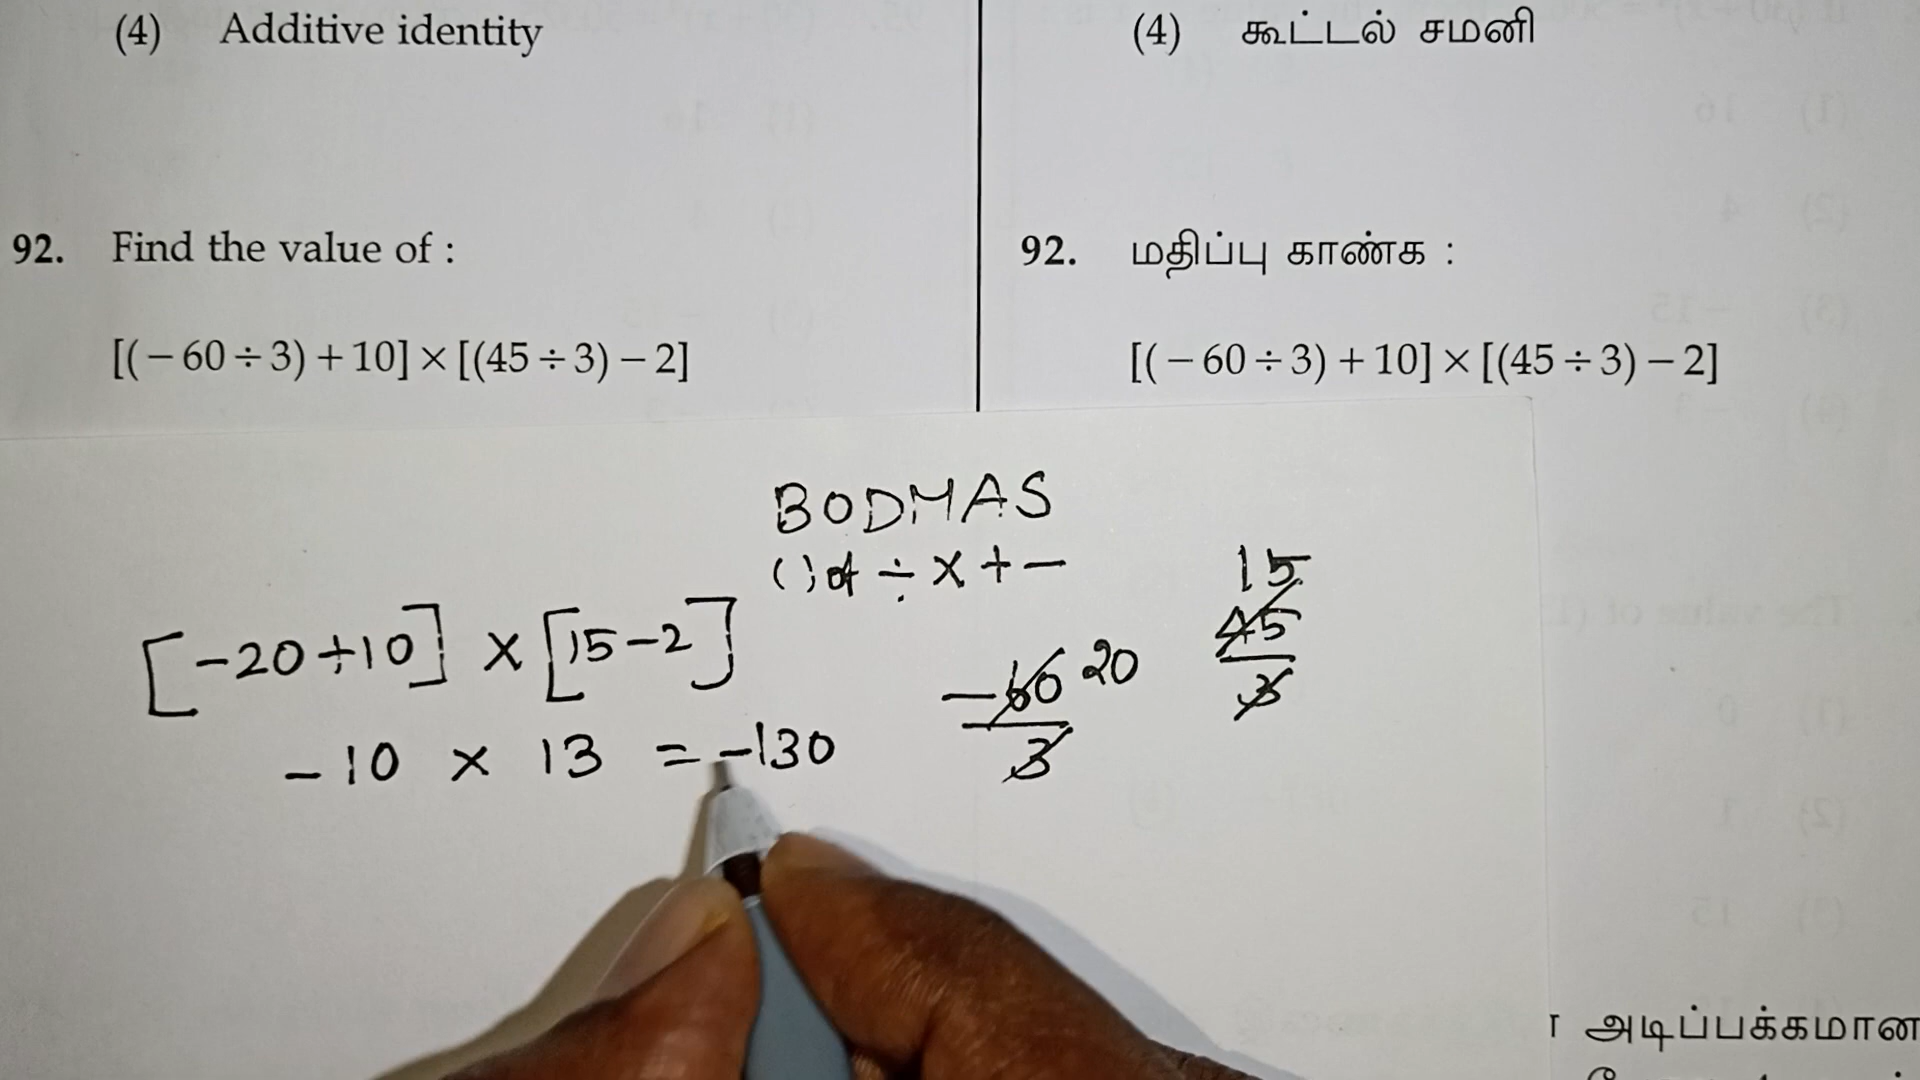 (4) Additive identity
92. Find the value of :
[(− 60 ÷ 3) + 10] × [(45 ÷ 3) − 2]
(4) கூட்டல் சமனி
92. மதிப்பு காண்க :
[(− 60 ÷ 3) + 10] × [(45 ÷ 3) − 2]
BODMAS
( ) of ÷ × + −
[-20+10] × [15-2]
-10 × 13 = -130
-60 20
3
15
45
3
அடிப்பக்கமான